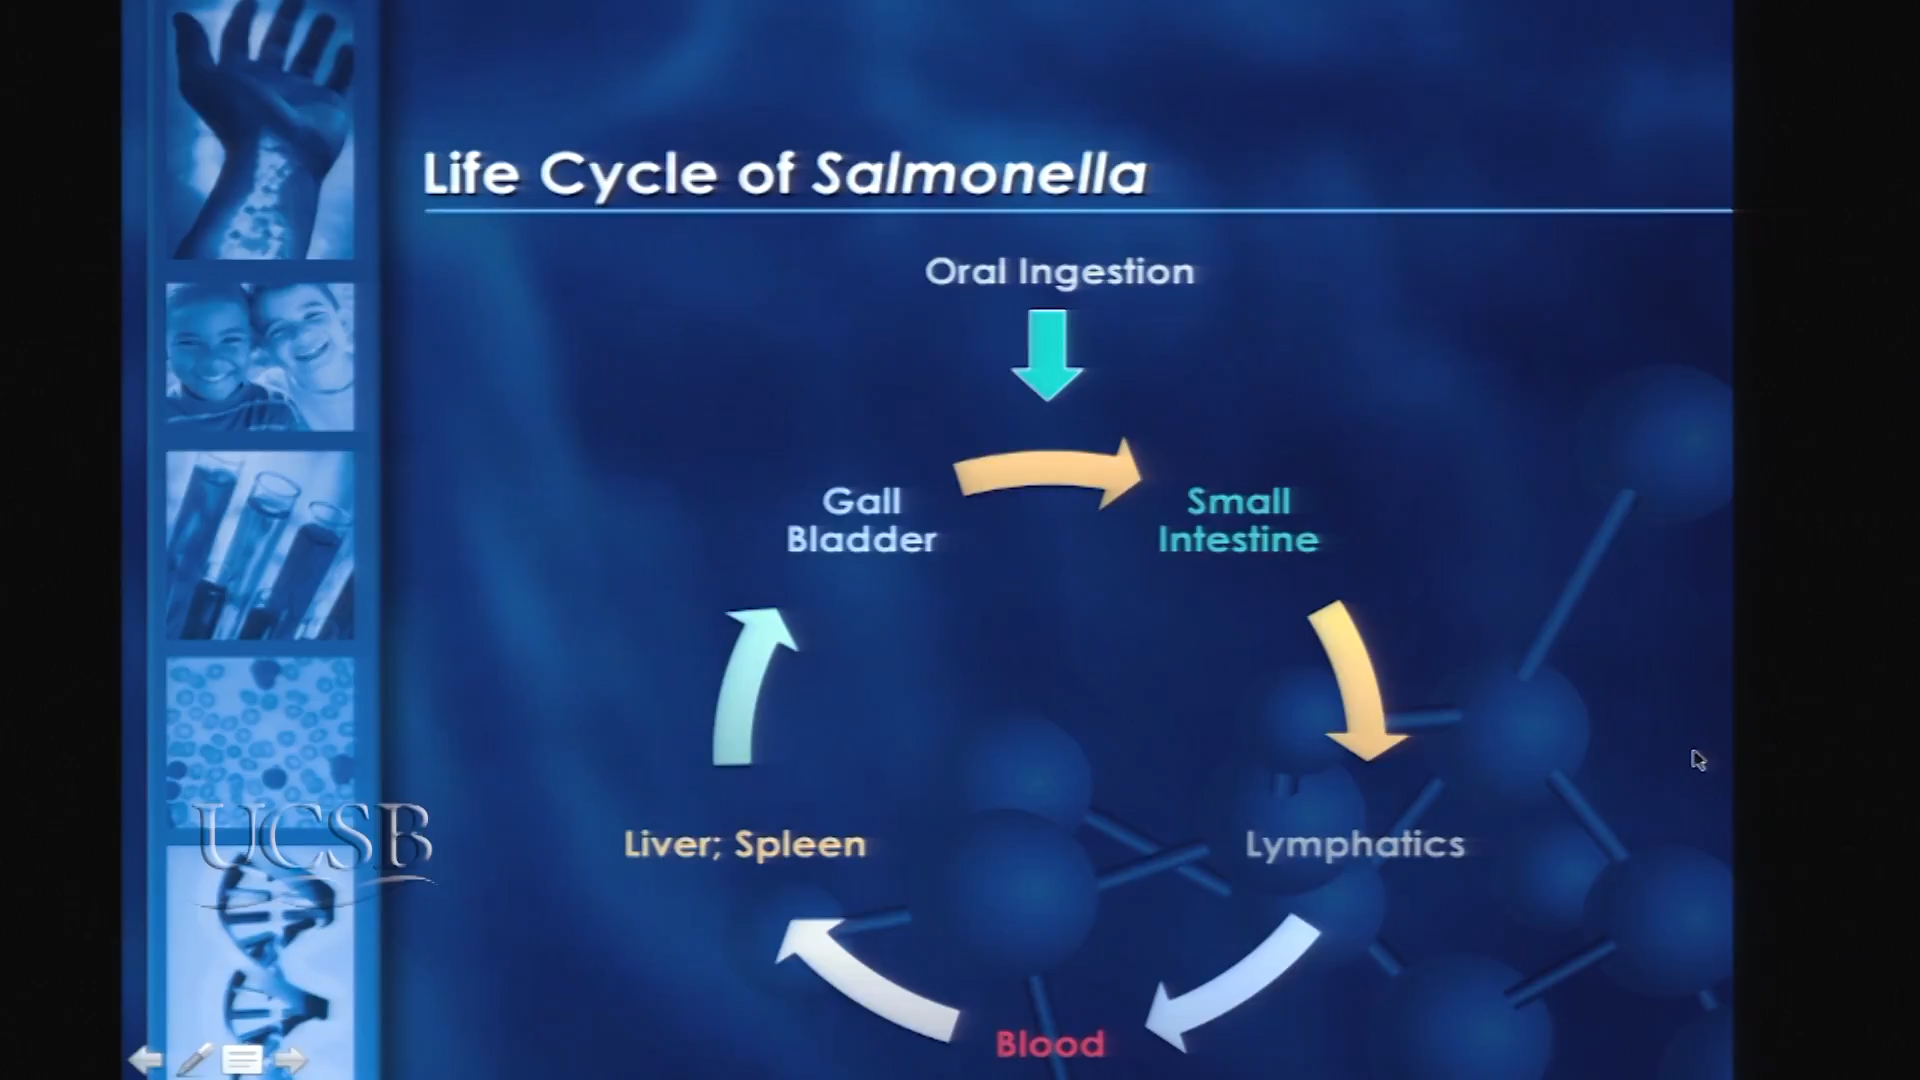 Life Cycle of Salmonella
Oral Ingestion
Gall
Bladder
Small
Intestine
Liver; Spleen
Lymphatics
Blood
UCSB